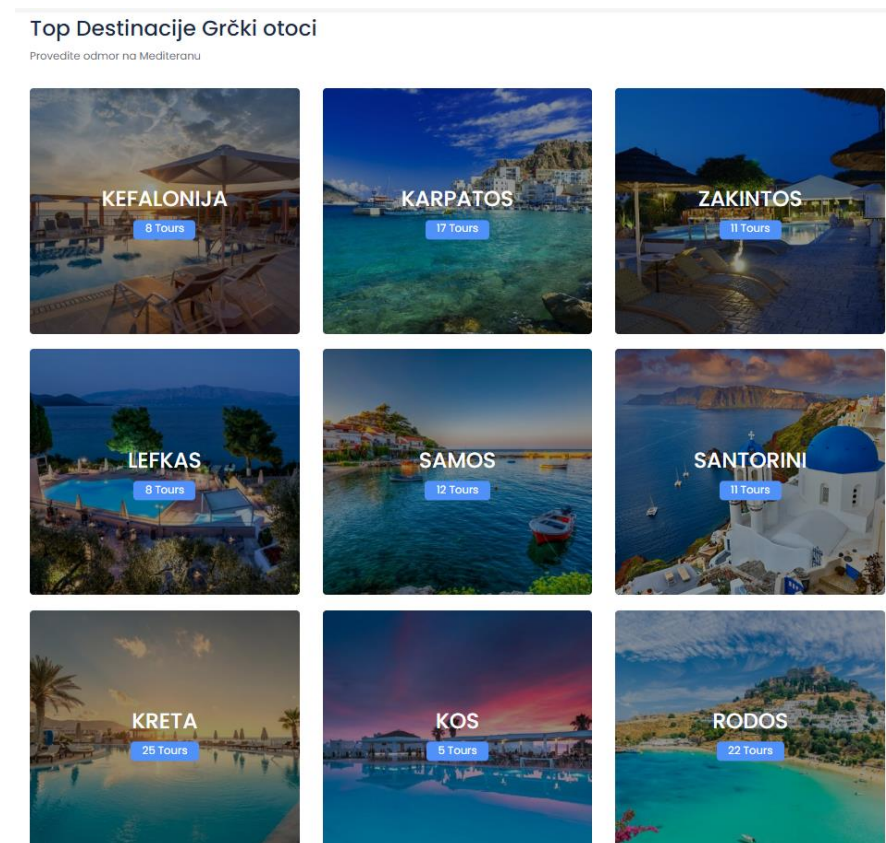 Top Destinacije Grčki otoci
Provedite odmor na Mediteranu
KEFALONIJA
8 Tours
KARPATOS
17 Tours
ZAKINTOS
11 Tours
LEFKAS
8 Tours
SAMOS
12 Tours
SANTORINI
11 Tours
KRETA
25 Tours
KOS
5 Tours
RODOS
22 Tours